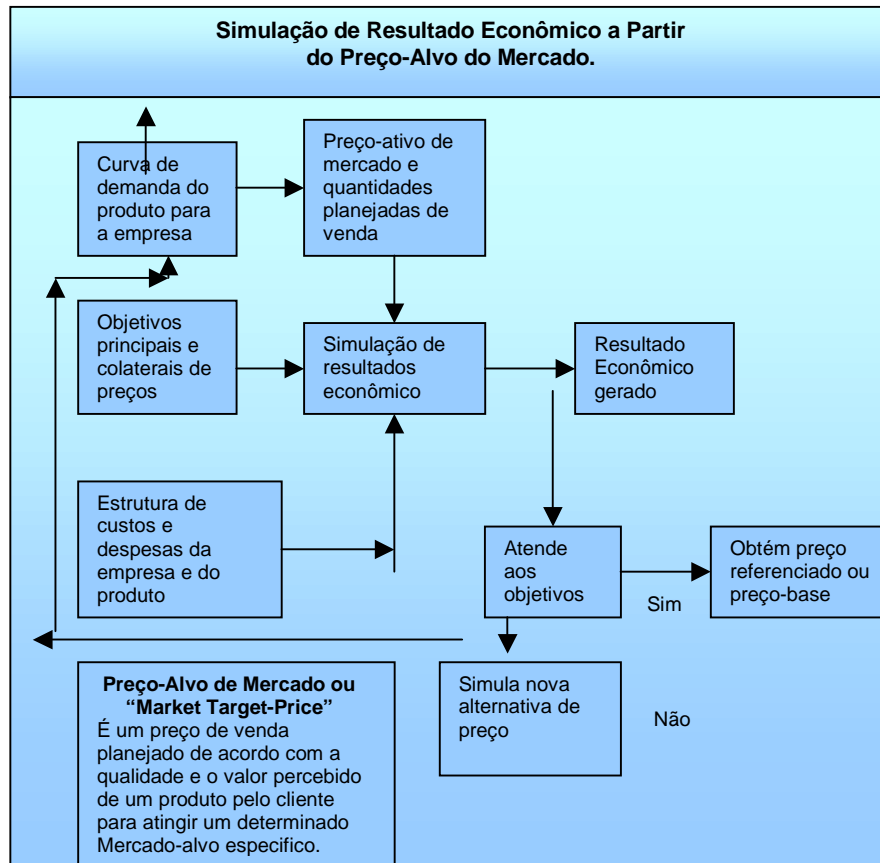 Simulação de Resultado Econômico a Partir
do Preço-Alvo do Mercado.
Curva de
demanda do
produto para
a empresa
Preço-ativo de
mercado e
quantidades
planejadas de
venda
Objetivos
principais e
colaterais de
preços
Simulação de
resultados
econômico
Resultado
Econômico
gerado
Estrutura de
custos e
despesas da
empresa e do
produto
Atende
aos
objetivos
Sim
Obtém preço
referenciado ou
preço-base
Preço-Alvo de Mercado ou
“Market Target-Price”
É um preço de venda
planejado de acordo com a
qualidade e o valor percebido
de um produto pelo cliente
para atingir um determinado
Mercado-alvo especifico.
Simula nova
alternativa de
preço
Não